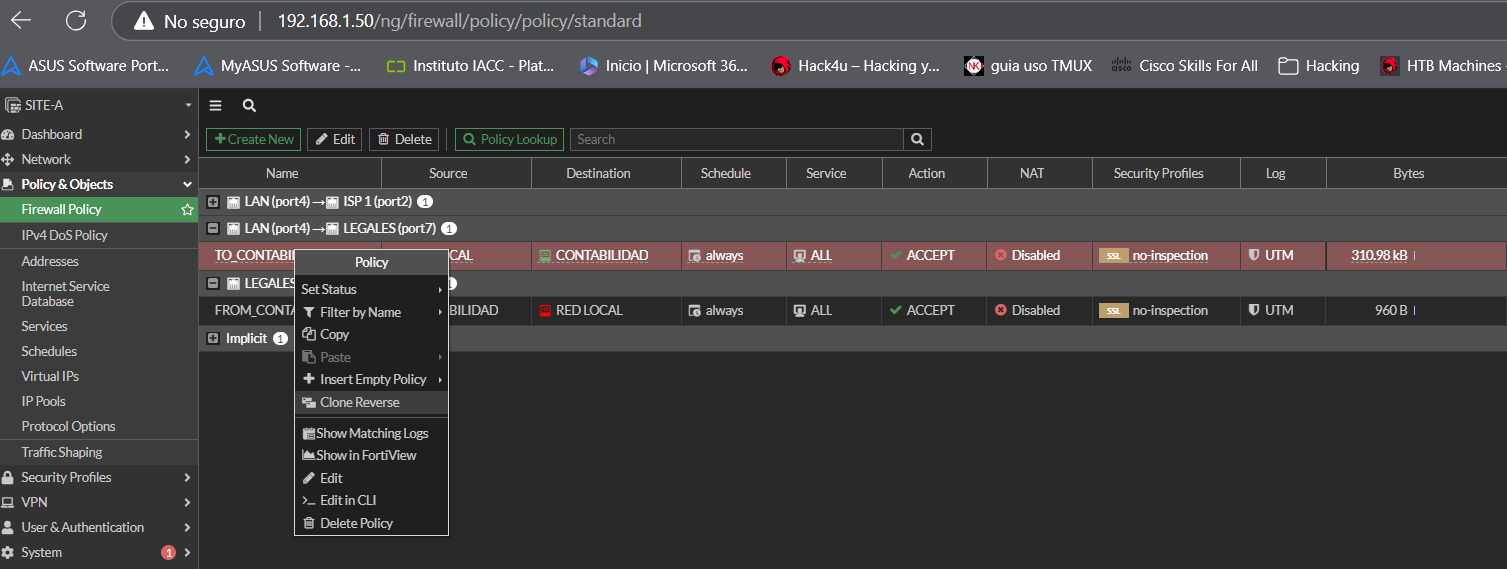 No seguro 192.168.1.50/ng/firewall/policy/policy/standard
ASUS Software Port... MyASUS Software -... Instituto IACC - Plat... Inicio | Microsoft 36... Hack4u – Hacking y... guia uso TMUX Cisco Skills For All Hacking HTB Machines
SITE-A
Dashboard
Network
Policy & Objects
Firewall Policy
IPv4 DoS Policy
Addresses
Internet Service
Database
Services
Schedules
Virtual IPs
IP Pools
Protocol Options
Traffic Shaping
Security Profiles
VPN
User & Authentication
System 1
Create New Edit Delete Policy Lookup Search
Name Source Destination Schedule Service Action NAT Security Profiles Log Bytes
LAN (port4) → ISP 1 (port2) 1
LAN (port4) → LEGALES (port7) 1
TO_CONTABI CAL CONTABILIDAD always ALL ACCEPT Disabled SSL no-inspection UTM 310.98 kB
LEGALES
FROM_CONTA BILIDAD RED LOCAL always ALL ACCEPT Disabled SSL no-inspection UTM 960 B
Implicit 1
Policy
Set Status
Filter by Name
Copy
Paste
Insert Empty Policy
Clone Reverse
Show Matching Logs
Show in FortiView
Edit
Edit in CLI
Delete Policy